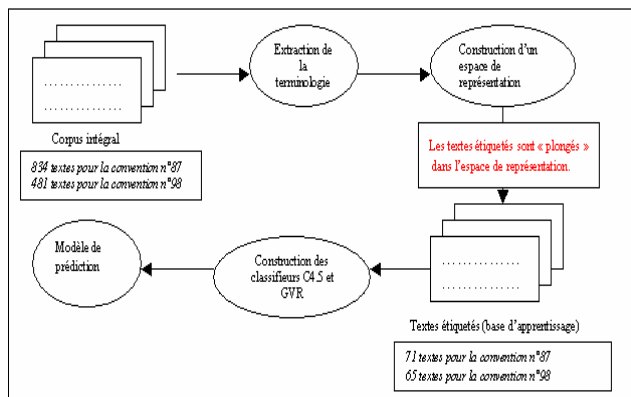 Extraction de
la
terminologie
Construction d'un
espace de
représentation
. . . . . . . . . . . . . .
. . . . . . . . . . . . . .
Corpus intégral
834 textes pour la convention n°87
481 textes pour la convention n°98
Les textes étiquetés sont « plongés »
dans l'espace de représentation.
Modèle de
prédiction
Construction des
classifieurs C4.5 et
GVR
. . . . . . . . . . . . . .
. . . . . . . . . . . . . .
Textes étiquetés (base d'apprentissage)
71 textes pour la convention n°87
65 textes pour la convention n°98